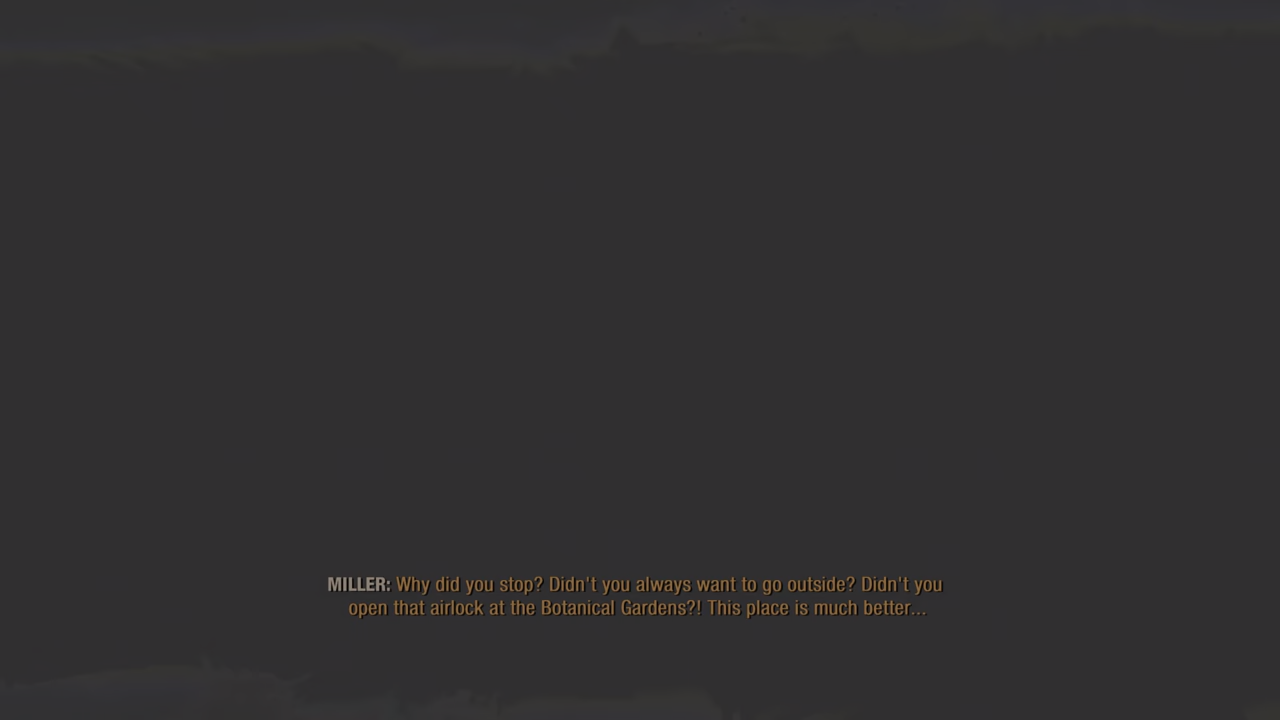 MILLER: Why did you stop? Didn't you always want to go outside? Didn't you
open that airlock at the Botanical Gardens?! This place is much better...